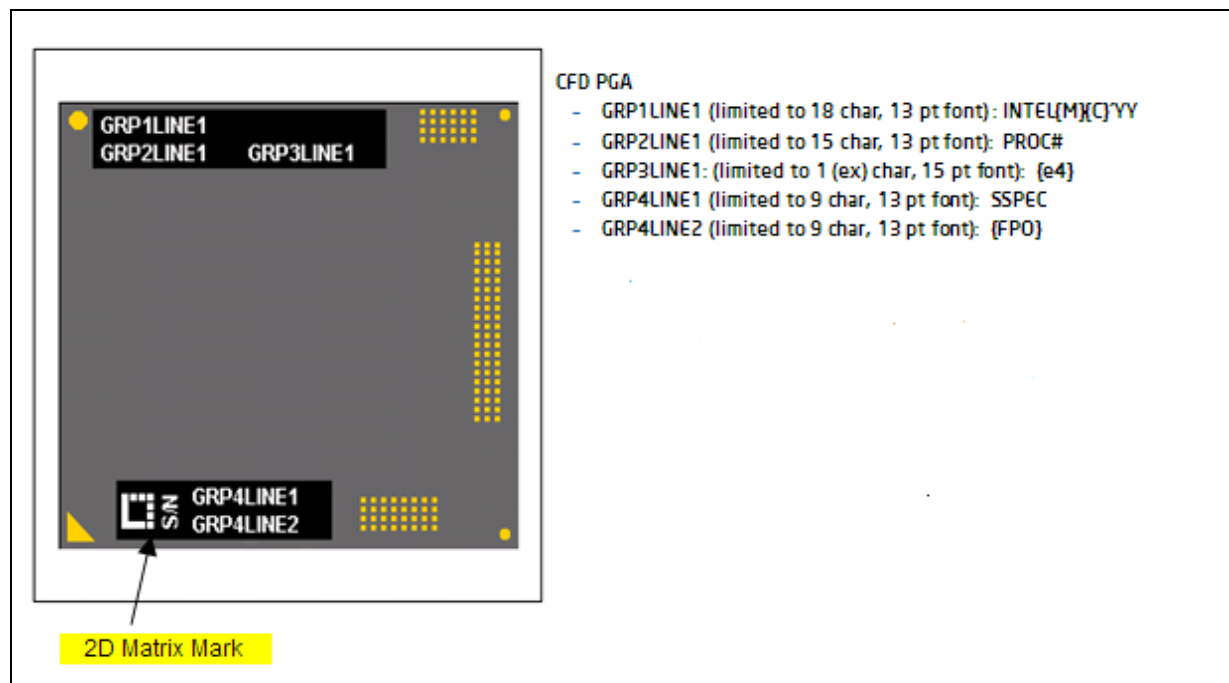 CFD PGA
- GRP1LINE1 (limited to 18 char, 13 pt font): INTEL{M}{C}'YY
- GRP2LINE1 (limited to 15 char, 13 pt font): PROC#
- GRP3LINE1: (limited to 1 (ex) char, 15 pt font): {e4}
- GRP4LINE1 (limited to 9 char, 13 pt font): SSPEC
- GRP4LINE2 (limited to 9 char, 13 pt font): {FPO}
GRP1LINE1
GRP2LINE1 GRP3LINE1
S/N
GRP4LINE1
GRP4LINE2
2D Matrix Mark